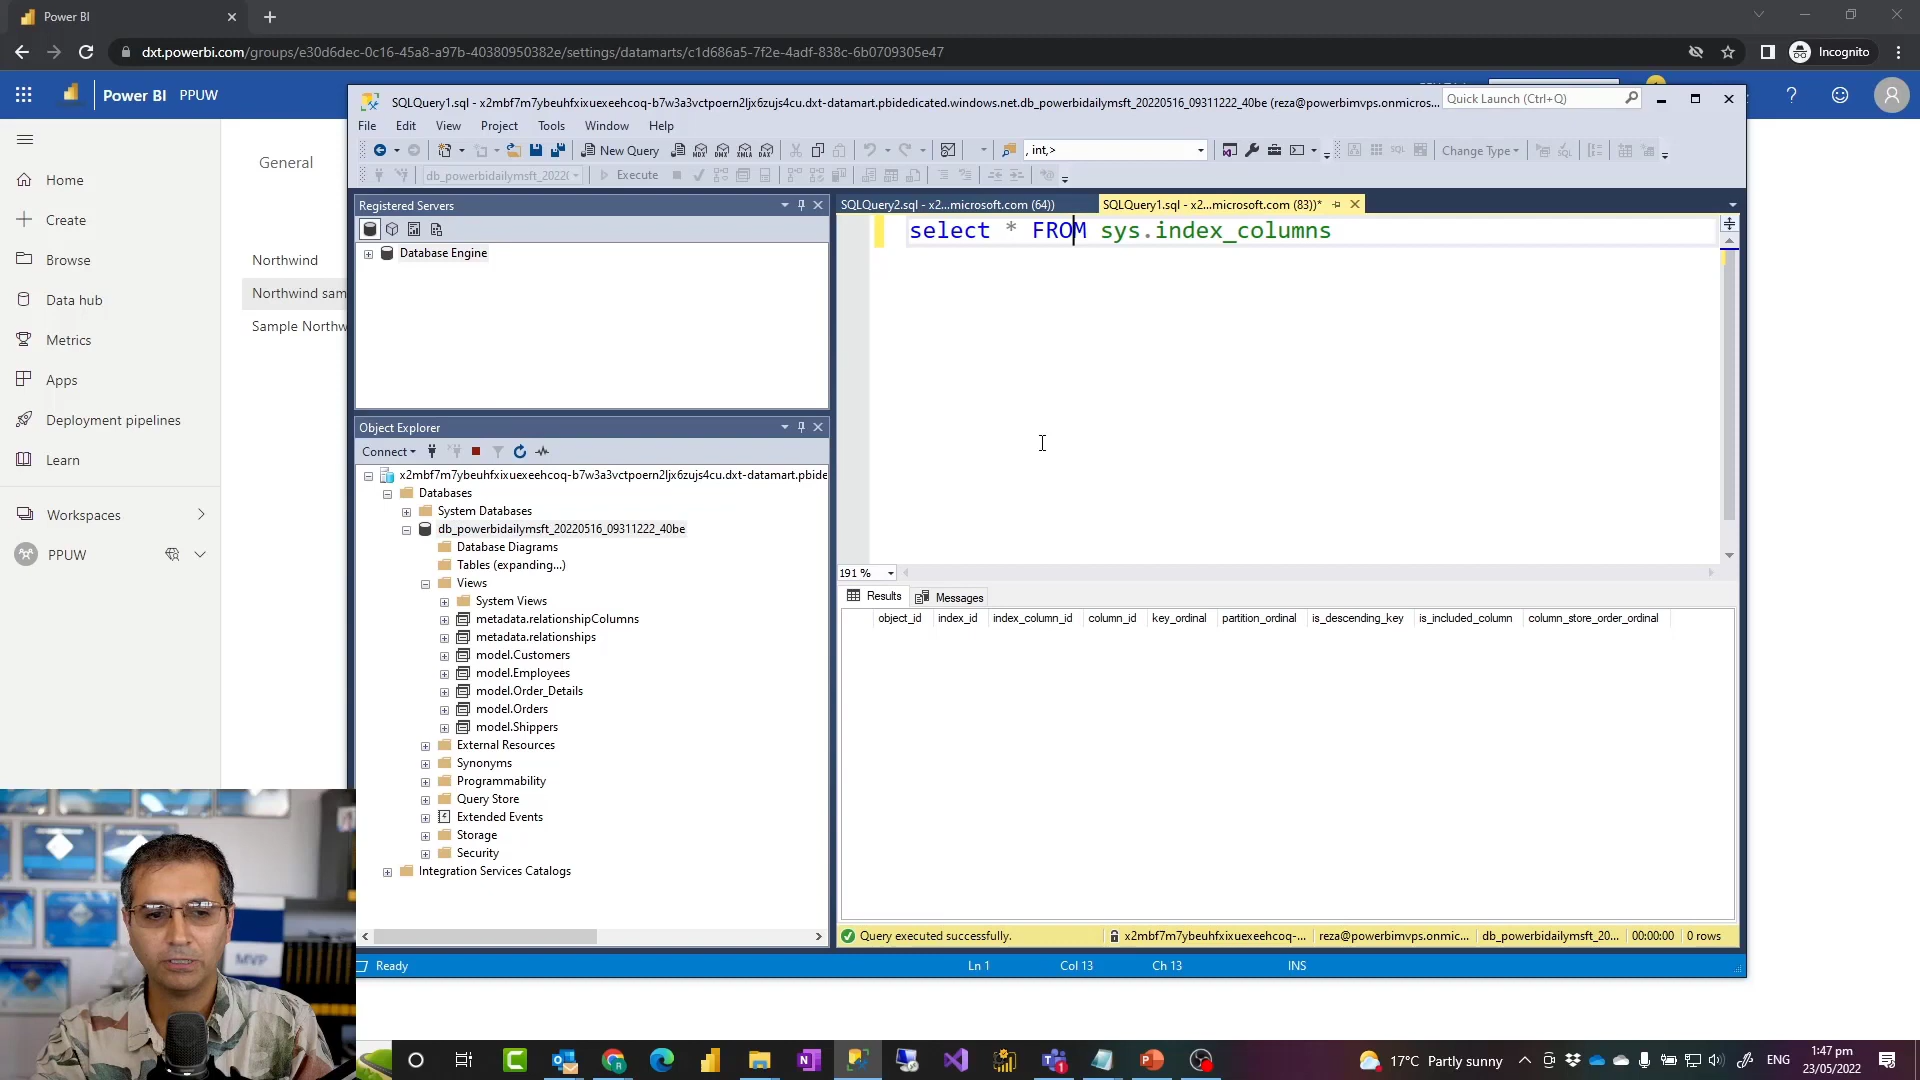 Power BI
dxt.powerbi.com/groups/e30d6dec-0c16-45a8-a97b-40380950382e/settings/datamarts/c1d686a5-7f2e-4adf-838c-6b0709305e47
Incognito
Power BI PPUW
Home
Create
Browse
Data hub
Metrics
Apps
Deployment pipelines
Learn
Workspaces
PPUW
General
Northwind
Northwind sam
Sample Northw
SQLQuery1.sql - x2mbf7m7ybeuhfxixuexeehcoq-b7w3a3vctpoern2ljx6zujs4cu.dxt-datamart.pbidedicated.windows.net.db_powerbidailymsft_20220516_09311222_40be (reza@powerbimvps.onmicros...
Quick Launch (Ctrl+Q)
File Edit View Project Tools Window Help
New Query
MDX DMX XMLA DAX
, int,>
SQL
Change Type
db_powerbidailymsft_2022(
Execute
Registered Servers
Database Engine
Object Explorer
Connect
x2mbf7m7ybeuhfxixuexeehcoq-b7w3a3vctpoern2ljx6zujs4cu.dxt-datamart.pbide
Databases
System Databases
db_powerbidailymsft_20220516_09311222_40be
Database Diagrams
Tables (expanding...)
Views
System Views
metadata.relationshipColumns
metadata.relationships
model.Customers
model.Employees
model.Order_Details
model.Orders
model.Shippers
External Resources
Synonyms
Programmability
Query Store
Extended Events
Storage
Security
Integration Services Catalogs
SQLQuery2.sql - x2...microsoft.com (64))
SQLQuery1.sql - x2...microsoft.com (83))*
select * FROM sys.index_columns
191 %
Results Messages
object_id index_id index_column_id column_id key_ordinal partition_ordinal is_descending_key is_included_column column_store_order_ordinal
Query executed successfully.
x2mbf7m7ybeuhfxixuexeehcoq-...
reza@powerbimvps.onmic...
db_powerbidailymsft_20...
00:00:00
0 rows
Ready
Ln 1
Col 13
Ch 13
INS
MVP
17°C Partly sunny
ENG
1:47 pm
23/05/2022